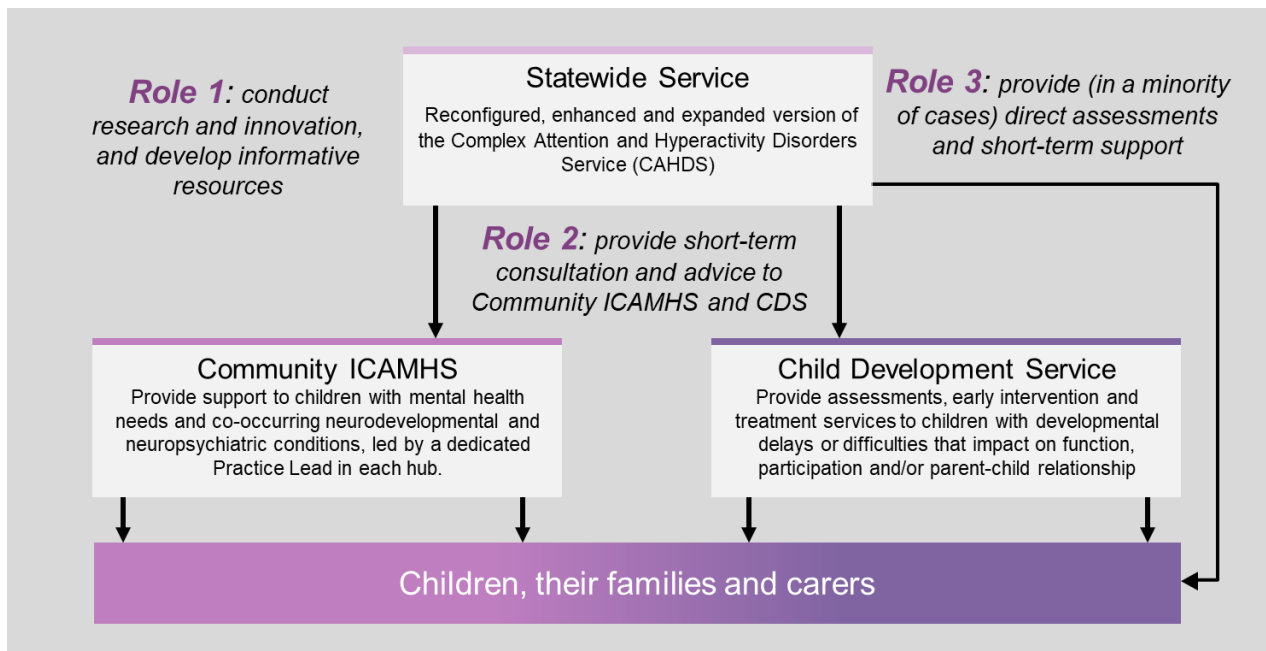 Role 1: conduct
research and innovation,
and develop informative
resources
Statewide Service
Reconfigured, enhanced and expanded version of
the Complex Attention and Hyperactivity Disorders
Service (CAHDS)
Role 3: provide (in a minority
of cases) direct assessments
and short-term support
Role 2: provide short-term
consultation and advice to
Community ICAMHS and CDS
Community ICAMHS
Provide support to children with mental health
needs and co-occurring neurodevelopmental and
neuropsychiatric conditions, led by a dedicated
Practice Lead in each hub.
Child Development Service
Provide assessments, early intervention and
treatment services to children with developmental
delays or difficulties that impact on function,
participation and/or parent-child relationship
Children, their families and carers